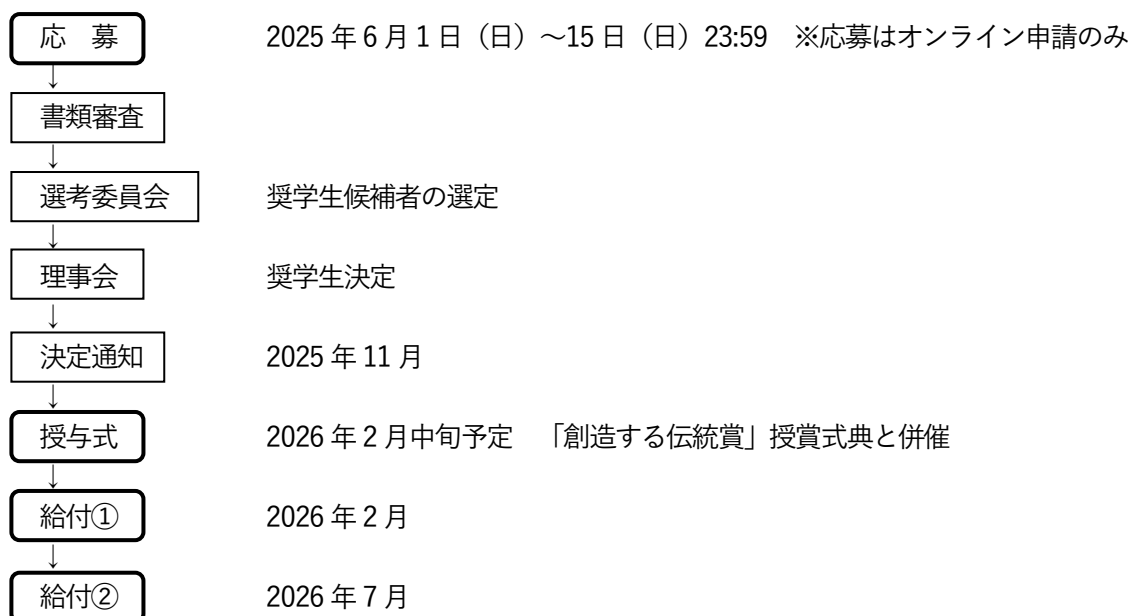 応　募　2025 年 6 月 1 日（日）～15 日（日）23:59　※応募はオンライン申請のみ
↓
書類審査
↓
選考委員会　奨学生候補者の選定
↓
理事会　奨学生決定
↓
決定通知　2025 年 11 月
↓
授与式　2026 年 2 月中旬予定　「創造する伝統賞」授賞式典と併催
↓
給付①　2026 年 2 月
↓
給付②　2026 年 7 月